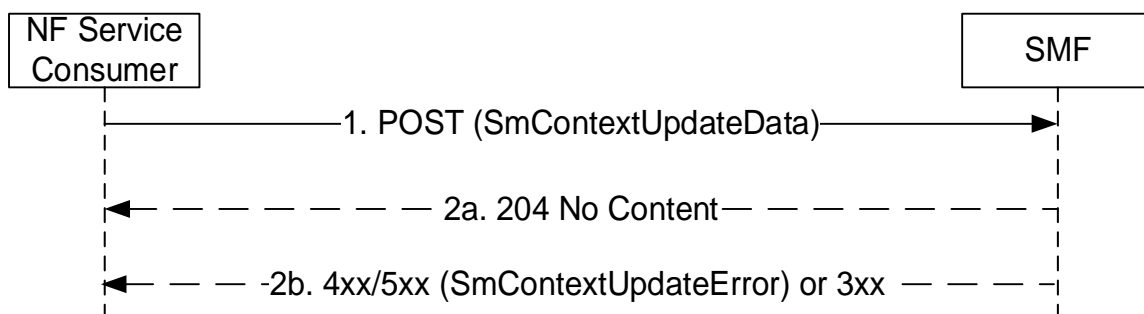 NF Service
Consumer
SMF
1. POST (SmContextUpdateData)
2a. 204 No Content
2b. 4xx/5xx (SmContextUpdateError) or 3xx